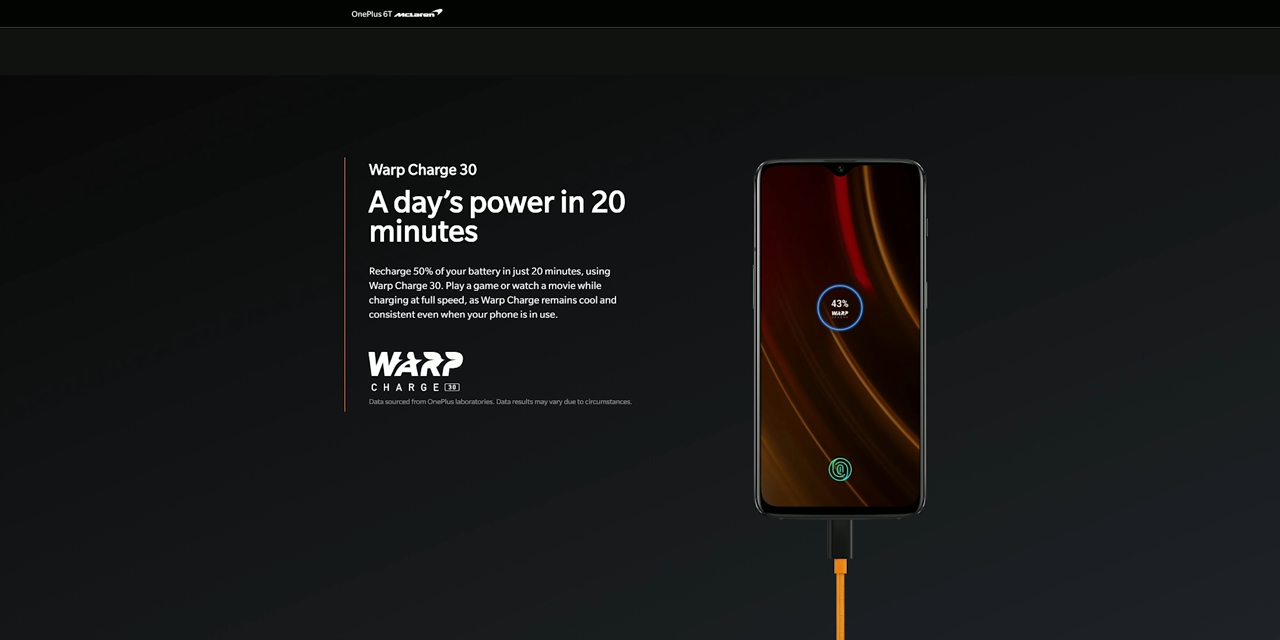 OnePlus 6T McLaren
Warp Charge 30
A day's power in 20
minutes
Recharge 50% of your battery in just 20 minutes, using
Warp Charge 30. Play a game or watch a movie while
charging at full speed, as Warp Charge remains cool and
consistent even when your phone is in use.
WARP
CHARGE 30
Data sourced from OnePlus laboratories. Data results may vary due to circumstances.
43%
WARP